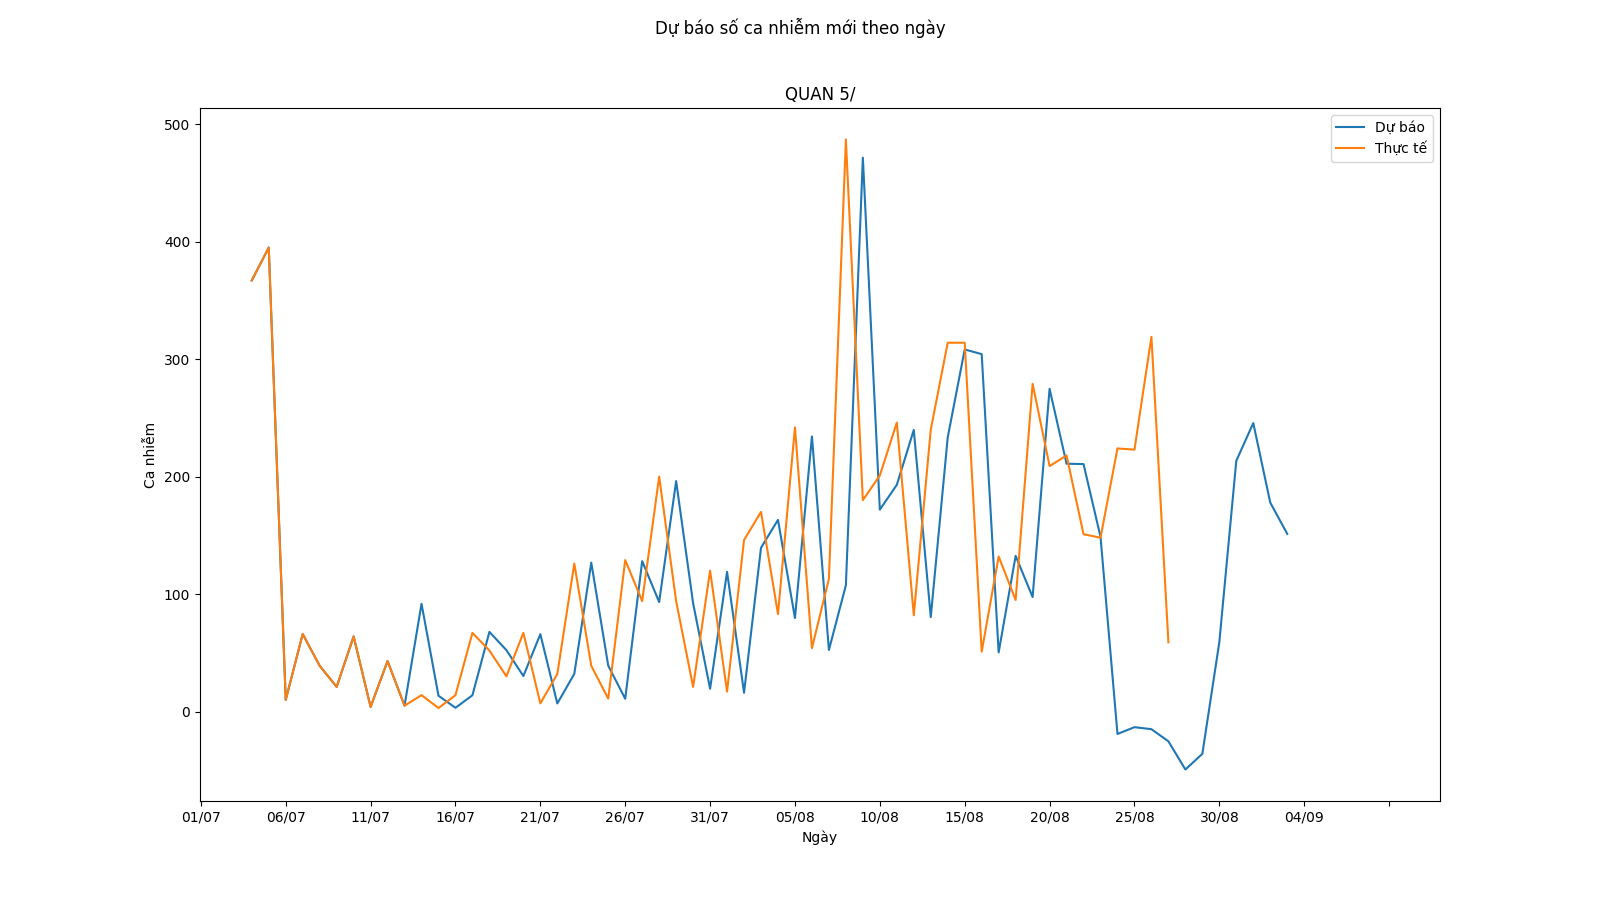 Dự báo số ca nhiễm mới theo ngày
QUAN 5/
Dự báo
Thực tế
500
400
300
200
100
0
Ca nhiễm
01/07 06/07 11/07 16/07 21/07 26/07 31/07 05/08 10/08 15/08 20/08 25/08 30/08 04/09
Ngày